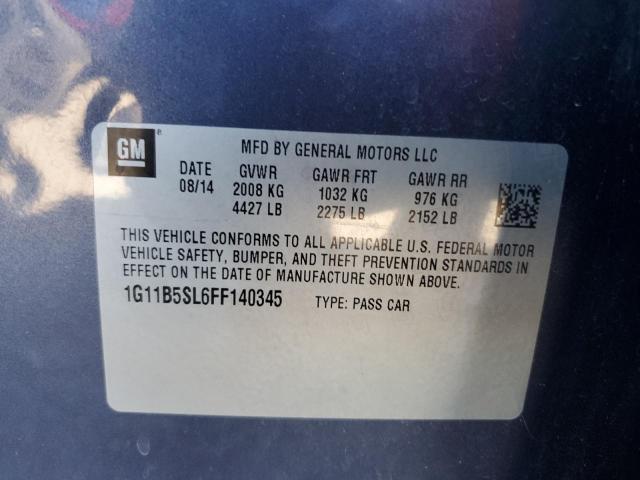 GM ®
MFD BY GENERAL MOTORS LLC
DATE GVWR GAWR FRT GAWR RR
08/14 2008 KG 1032 KG 976 KG
4427 LB 2275 LB 2152 LB
THIS VEHICLE CONFORMS TO ALL APPLICABLE U.S. FEDERAL MOTOR
VEHICLE SAFETY, BUMPER, AND THEFT PREVENTION STANDARDS IN
EFFECT ON THE DATE OF MANUFACTURE SHOWN ABOVE.
1G11B5SL6FF140345 TYPE: PASS CAR